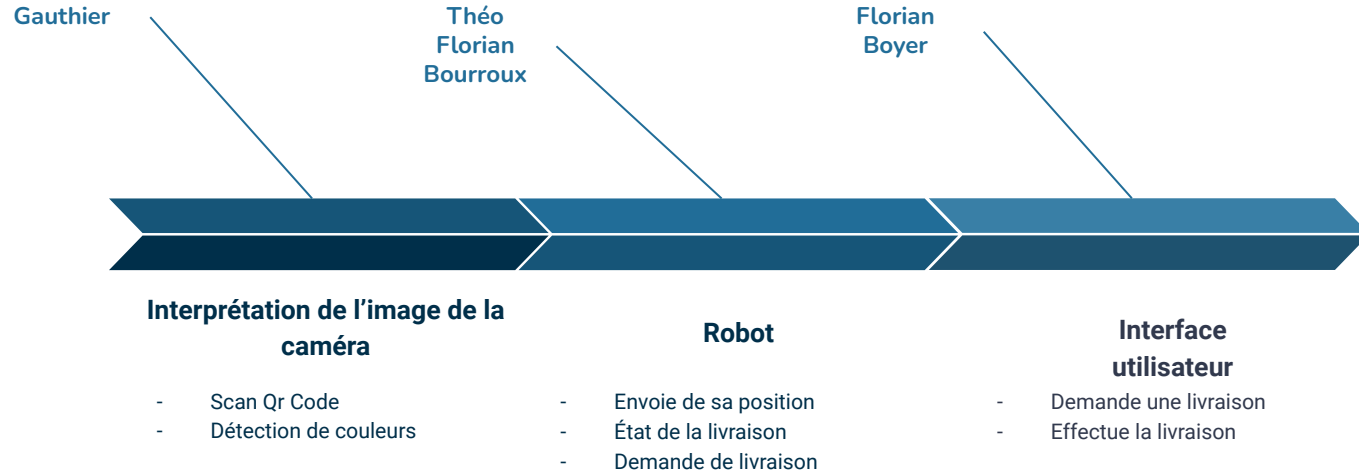 Gauthier
Théo
Florian
Bourroux
Florian
Boyer
Interprétation de l’image de la
caméra
- Scan Qr Code
- Détection de couleurs
Robot
- Envoie de sa position
- État de la livraison
- Demande de livraison
Interface
utilisateur
- Demande une livraison
- Effectue la livraison